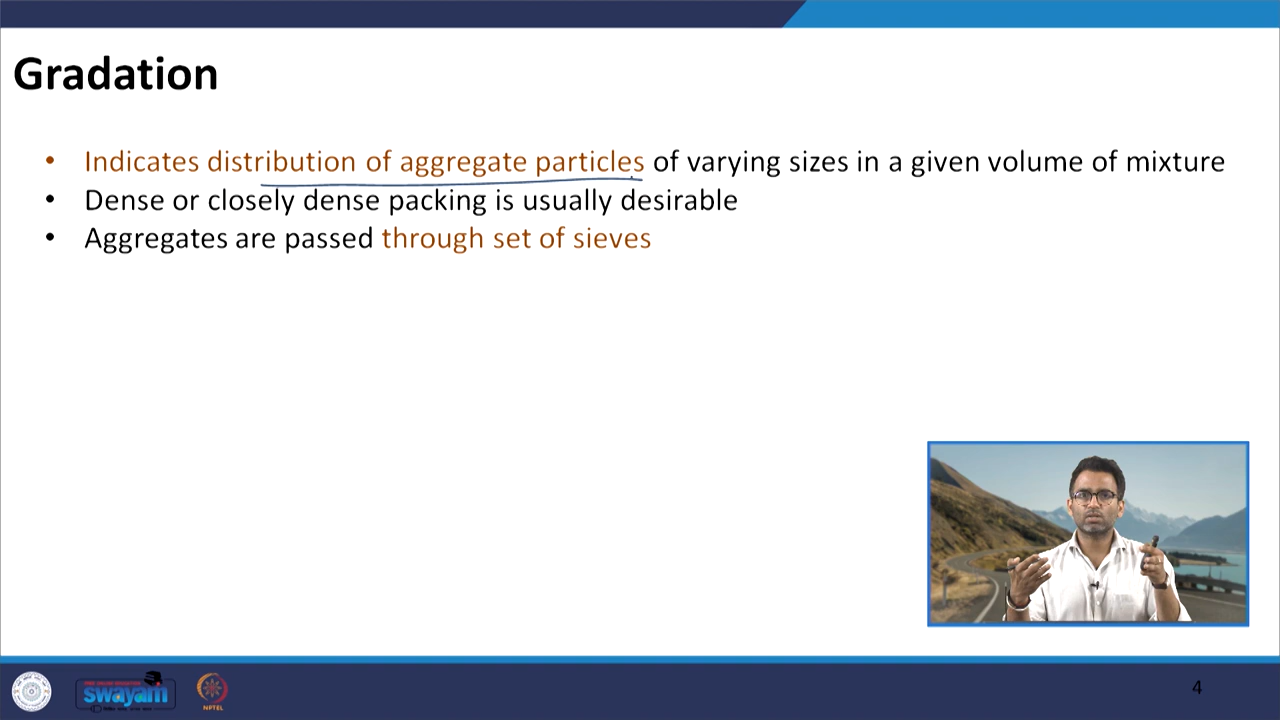 Gradation
• Indicates distribution of aggregate particles of varying sizes in a given volume of mixture
• Dense or closely dense packing is usually desirable
• Aggregates are passed through set of sieves
swayam
NPTEL
4